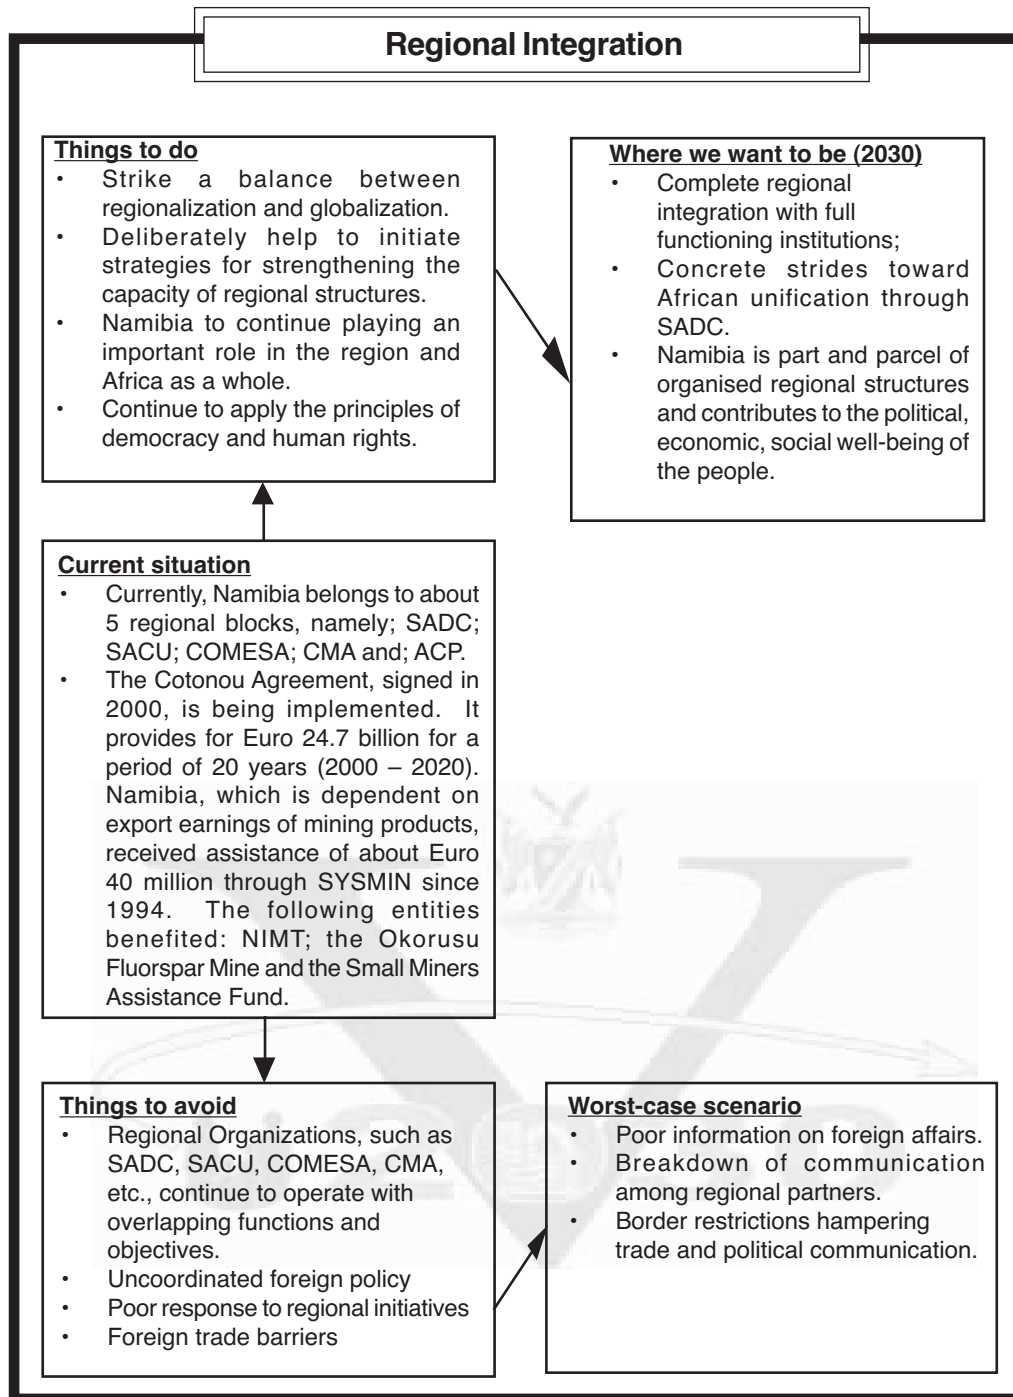 Regional Integration
Things to do
• Strike a balance between
regionalization and globalization.
• Deliberately help to initiate
strategies for strengthening the
capacity of regional structures.
• Namibia to continue playing an
important role in the region and
Africa as a whole.
• Continue to apply the principles of
democracy and human rights.
Where we want to be (2030)
• Complete regional
integration with full
functioning institutions;
• Concrete strides toward
African unification through
SADC.
• Namibia is part and parcel of
organised regional structures
and contributes to the political,
economic, social well-being of
the people.
Current situation
• Currently, Namibia belongs to about
5 regional blocks, namely; SADC;
SACU; COMESA; CMA and; ACP.
• The Cotonou Agreement, signed in
2000, is being implemented. It
provides for Euro 24.7 billion for a
period of 20 years (2000 – 2020).
Namibia, which is dependent on
export earnings of mining products,
received assistance of about Euro
40 million through SYSMIN since
1994. The following entities
benefited: NIMT; the Okorusu
Fluorspar Mine and the Small Miners
Assistance Fund.
Things to avoid
• Regional Organizations, such as
SADC, SACU, COMESA, CMA,
etc., continue to operate with
overlapping functions and
objectives.
• Uncoordinated foreign policy
• Poor response to regional initiatives
• Foreign trade barriers
Worst-case scenario
• Poor information on foreign affairs.
• Breakdown of communication
among regional partners.
• Border restrictions hampering
trade and political communication.